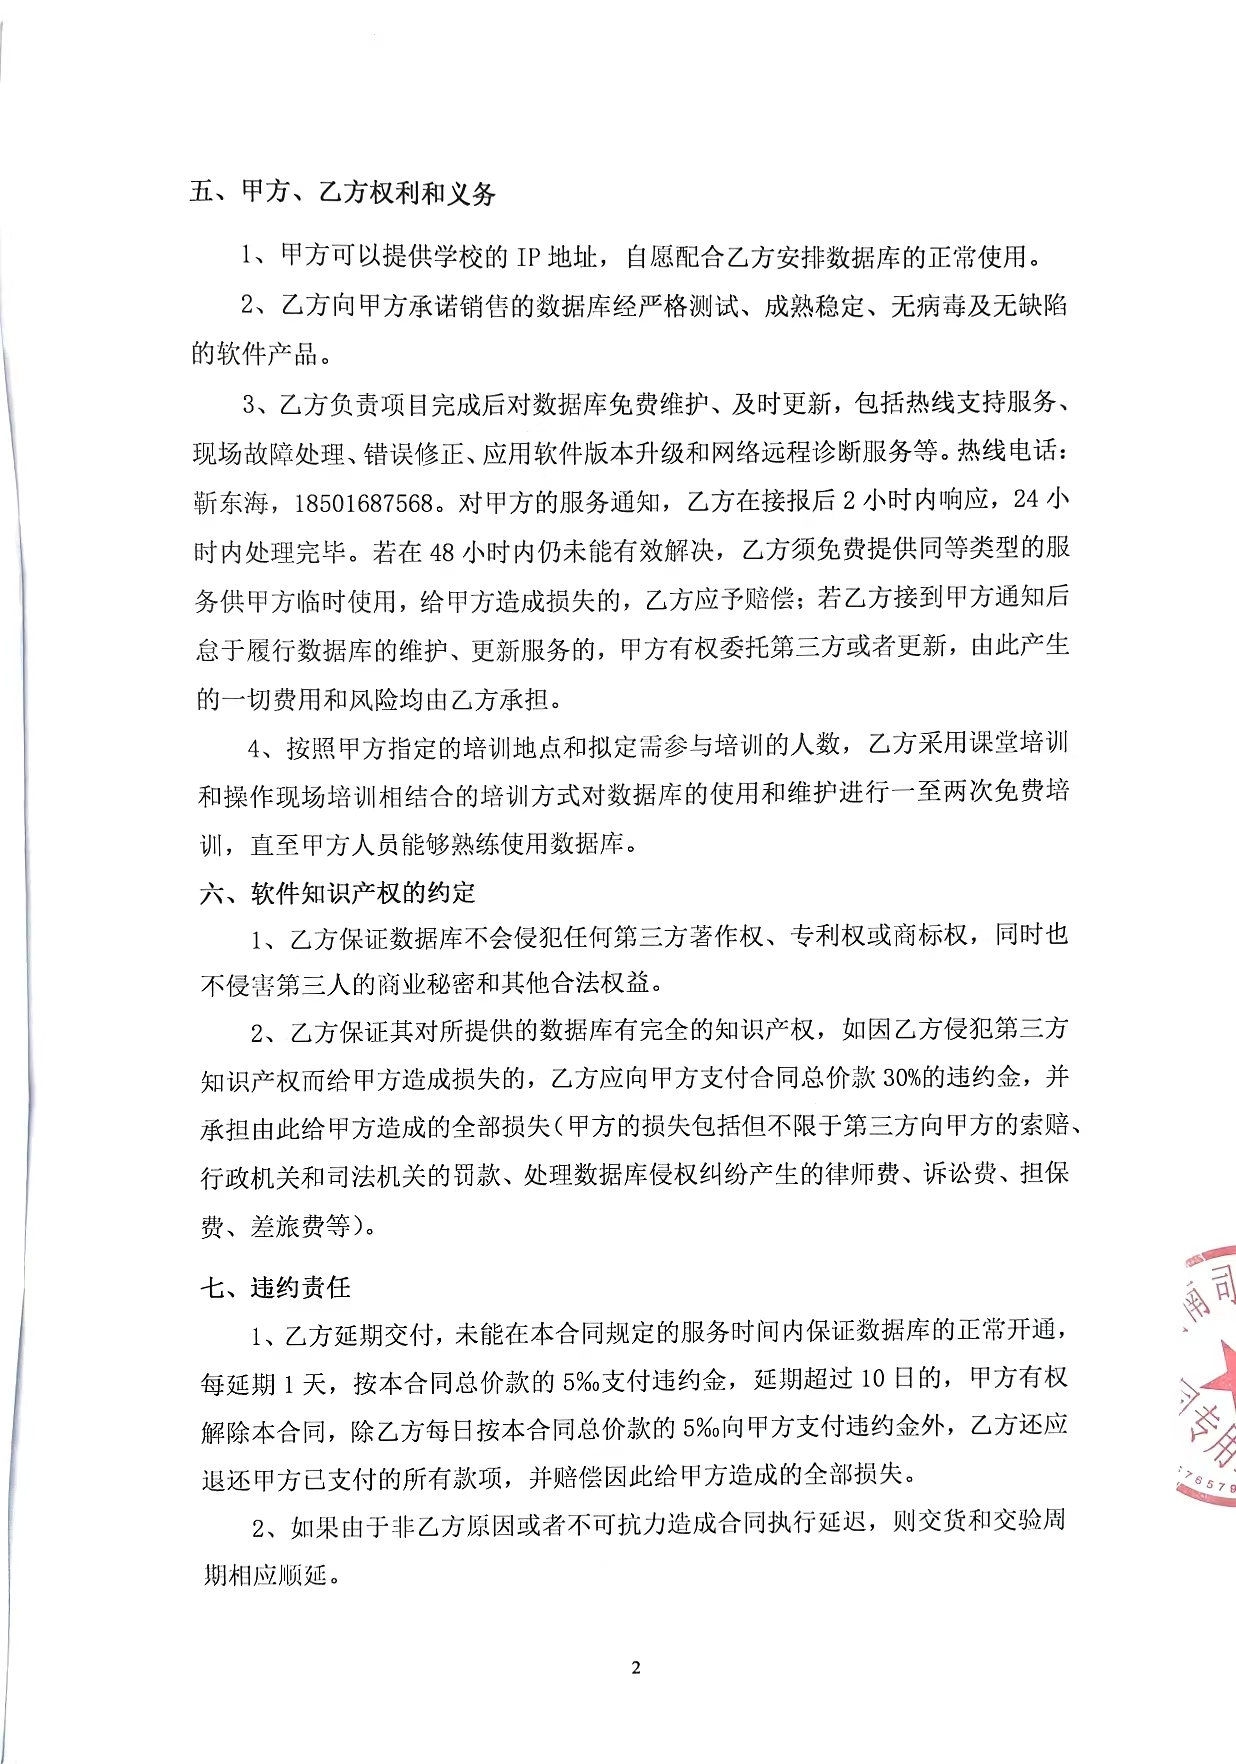 五、甲方、乙方权利和义务
1、甲方可以提供学校的 IP 地址，自愿配合乙方安排数据库的正常使用。
2、乙方向甲方承诺销售的数据库经严格测试、成熟稳定、无病毒及无缺陷
的软件产品。
3、乙方负责项目完成后对数据库免费维护、及时更新，包括热线支持服务、
现场故障处理、错误修正、应用软件版本升级和网络远程诊断服务等。热线电话：
靳东海，18501687568。对甲方的服务通知，乙方在接报后 2 小时内响应，24 小
时内处理完毕。若在 48 小时内仍未能有效解决，乙方须免费提供同等类型的服
务供甲方临时使用，给甲方造成损失的，乙方应予赔偿；若乙方接到甲方通知后
怠于履行数据库的维护、更新服务的，甲方有权委托第三方或者更新，由此产生
的一切费用和风险均由乙方承担。
4、按照甲方指定的培训地点和拟定需参与培训的人数，乙方采用课堂培训
和操作现场培训相结合的培训方式对数据库的使用和维护进行一至两次免费培
训，直至甲方人员能够熟练使用数据库。
六、软件知识产权的约定
1、乙方保证数据库不会侵犯任何第三方著作权、专利权或商标权，同时也
不侵害第三人的商业秘密和其他合法权益。
2、乙方保证其对所提供的数据库有完全的知识产权，如因乙方侵犯第三方
知识产权而给甲方造成损失的，乙方应向甲方支付合同总价款 30%的违约金，并
承担由此给甲方造成的全部损失（甲方的损失包括但不限于第三方向甲方的索赔、
行政机关和司法机关的罚款、处理数据库侵权纠纷产生的律师费、诉讼费、担保
费、差旅费等）。
七、违约责任
1、乙方延期交付，未能在本合同规定的服务时间内保证数据库的正常开通，
每延期 1 天，按本合同总价款的 5‰支付违约金，延期超过 10 日的，甲方有权
解除本合同，除乙方每日按本合同总价款的 5‰向甲方支付违约金外，乙方还应
退还甲方已支付的所有款项，并赔偿因此给甲方造成的全部损失。
2、如果由于非乙方原因或者不可抗力造成合同执行延迟，则交货和交验周
期相应顺延。
司
专用
76579
2